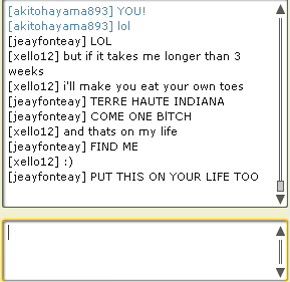 [akitohayama893] YOU!
[akitohayama893] lol
[jeayfonteay] LOL
[xello12] but if it takes me longer than 3
weeks
[xello12] i'll make you eat your own toes
[jeayfonteay] TERRE HAUTE INDIANA
[jeayfonteay] COME ONE BlTCH
[xello12] and thats on my life
[jeayfonteay] FIND ME
[xello12] :)
[jeayfonteay] PUT THIS ON YOUR LIFE TOO